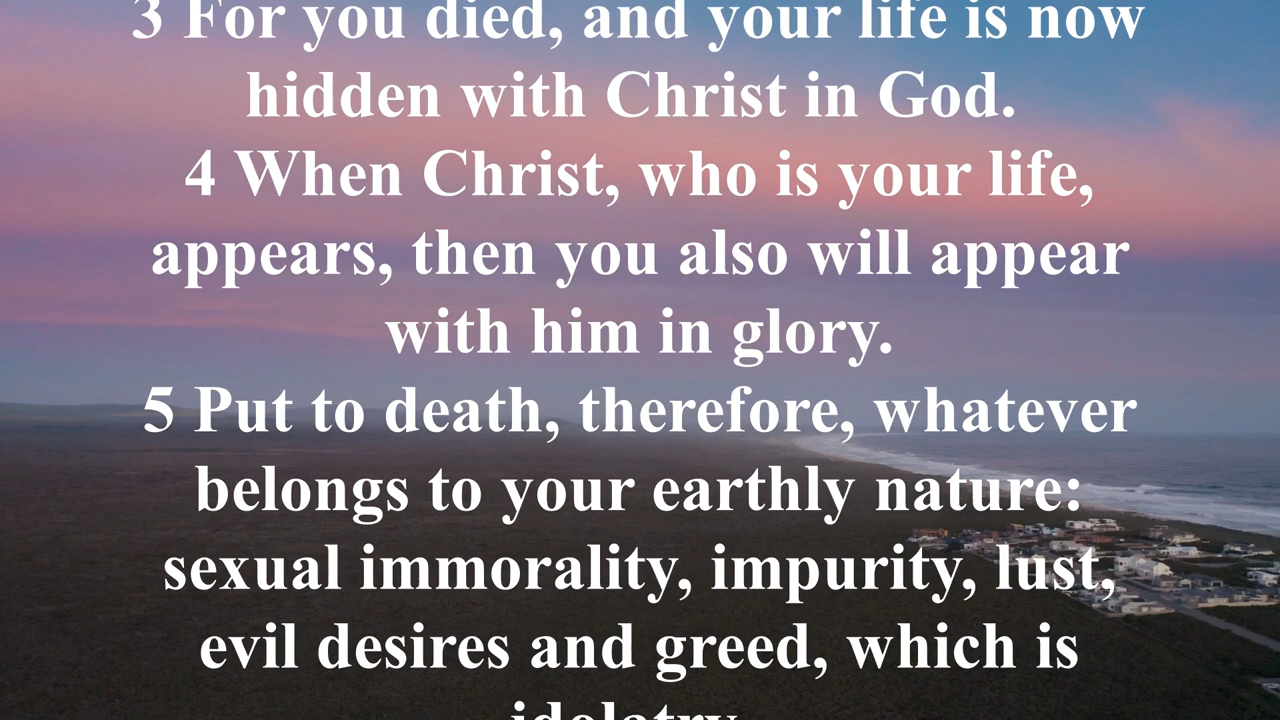 3 For you died, and your life is now
hidden with Christ in God.
4 When Christ, who is your life,
appears, then you also will appear
with him in glory.
5 Put to death, therefore, whatever
belongs to your earthly nature:
sexual immorality, impurity, lust,
evil desires and greed, which is
idolatry.